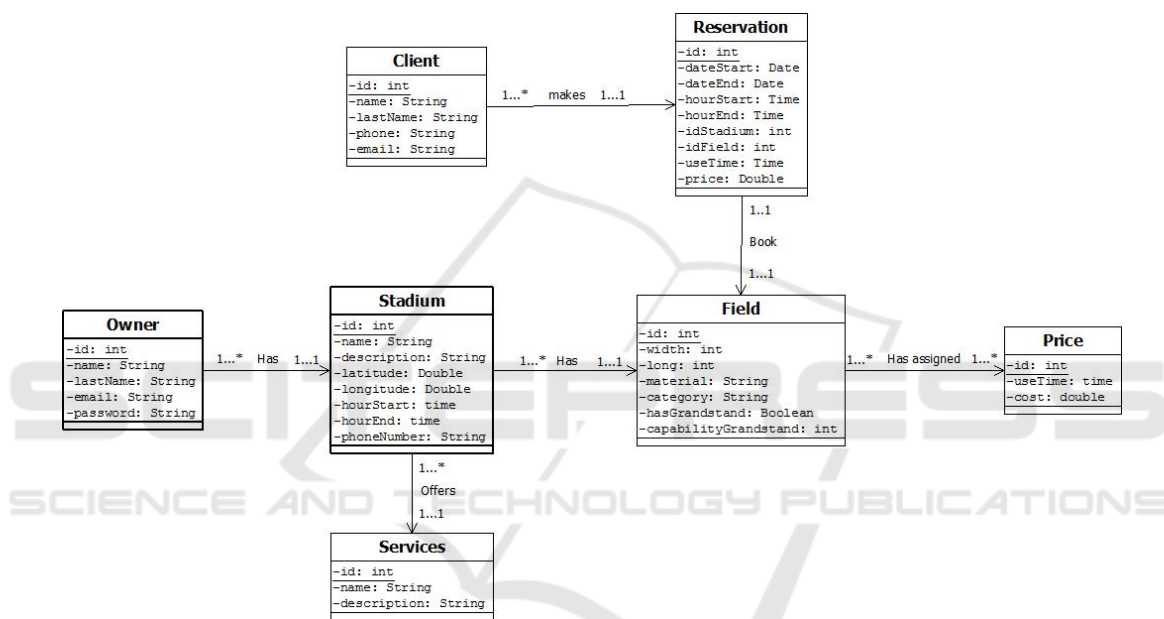 Reservation
-id: int
-dateStart: Date
-dateEnd: Date
-hourStart: Time
-hourEnd: Time
-idStadium: int
-idField: int
-useTime: Time
-price: Double
Client
-id: int
-name: String
-lastName: String
-phone: String
-email: String
1...* makes 1...1
1..1
Book
1...1
Owner
-id: int
-name: String
-lastName: String
-email: String
-password: String
1...* Has 1...1
Stadium
-id: int
-name: String
-description: String
-latitude: Double
-longitude: Double
-hourStart: time
-hourEnd: time
-phoneNumber: String
1...* Has 1...1
Field
-id: int
-width: int
-long: int
-material: String
-category: String
-hasGrandstand: Boolean
-capabilityGrandstand: int
1...* Has assigned 1...*
Price
-id: int
-useTime: time
-cost: double
1...*
Offers
1...1
Services
-id: int
-name: String
-description: String
SCITEPRESS
SCIENCE AND TECHNOLOGY PUBLICATIONS